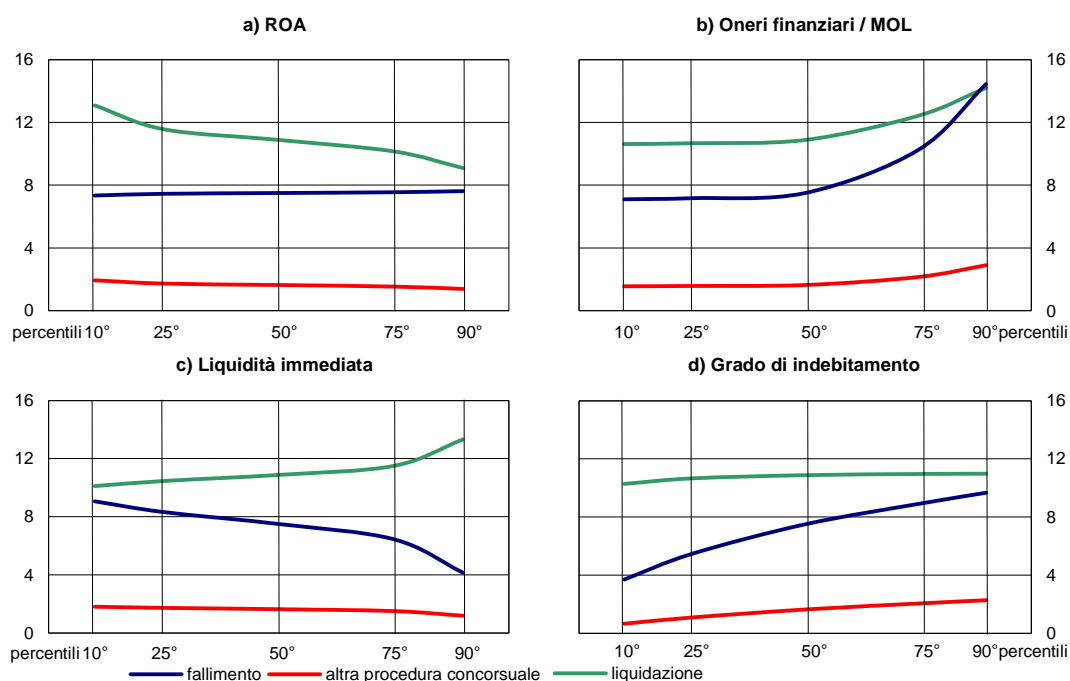 a) ROA
b) Oneri finanziari / MOL
16
12
8
4
0
percentili 10° 25° 50° 75° 90°
16
12
8
4
0
10° 25° 50° 75° 90° percentili
c) Liquidità immediata
d) Grado di indebitamento
16
12
8
4
0
percentili 10° 25° 50° 75° 90°
16
12
8
4
0
10° 25° 50° 75° 90° percentili
fallimento altra procedura concorsuale liquidazione